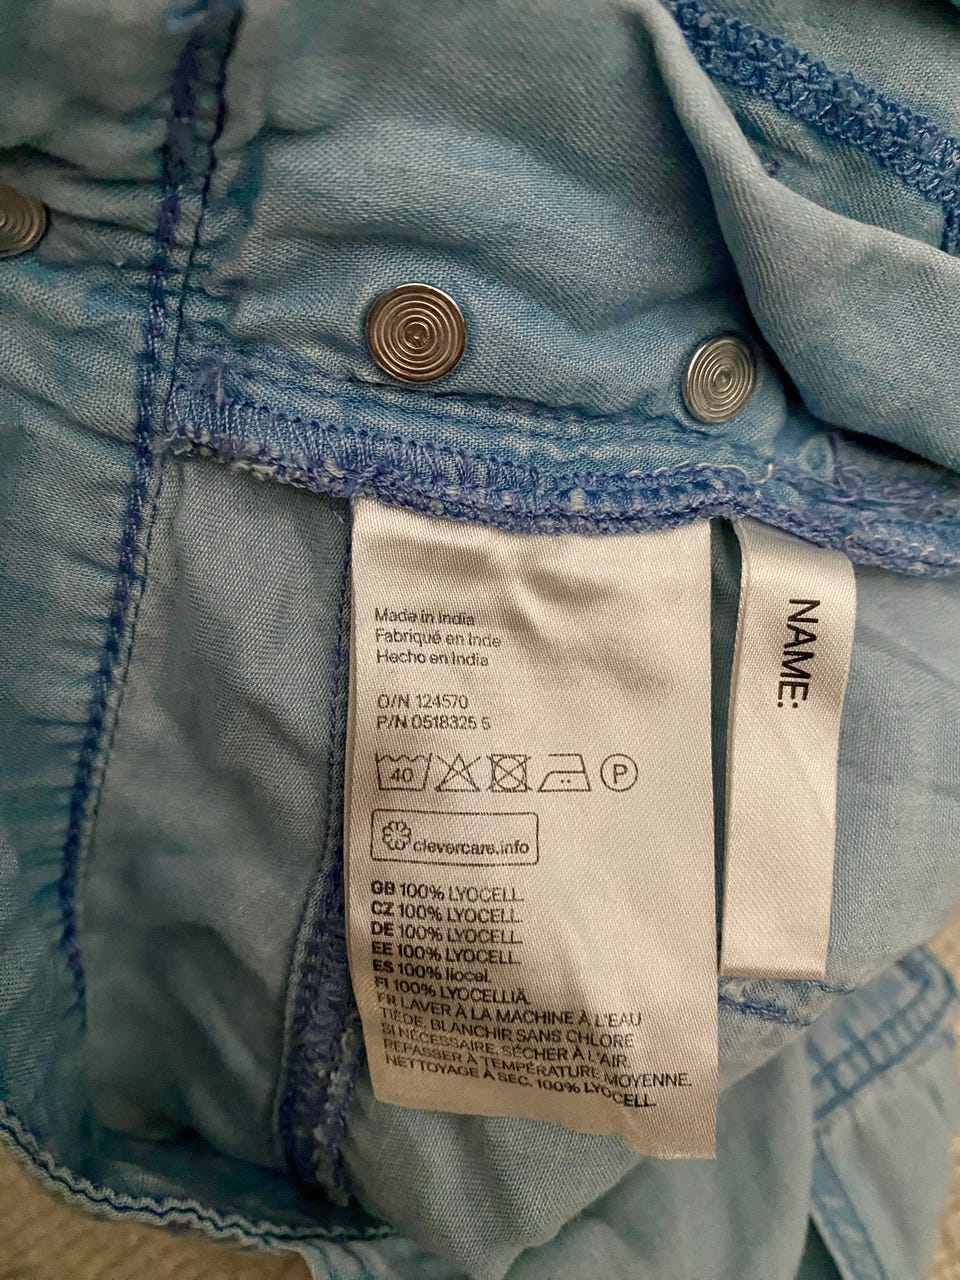 Made in India
Fabriqué en Inde
Hecho en India
O/N 124570
P/N 0518325 5
40
P
clevercare.info
GB 100% LYOCELL.
CZ 100% LYOCELL.
DE 100% LYOCELL.
EE 100% LYOCELL.
ES 100% liocel.
FI 100% LYOCELLIÄ.
FR LAVER À LA MACHINE À L'EAU
TIÈDE, BLANCHIR SANS CHLORE
SI NÉCESSAIRE, SÉCHER À L'AIR.
REPASSER À TEMPÉRATURE MOYENNE.
NETTOYAGE À SEC. 100% LYOCELL.
NAME: